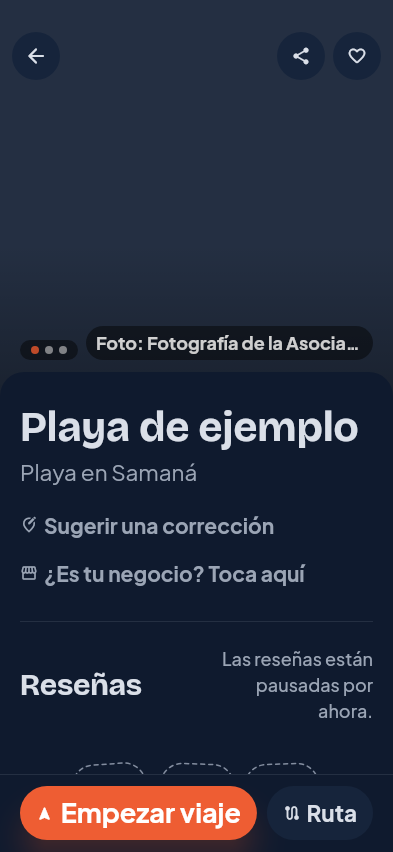 Foto: Fotografía de la Asocia...
Playa de ejemplo
Playa en Samaná
Sugerir una corrección
¿Es tu negocio? Toca aquí
Reseñas
Las reseñas están
pausadas por
ahora.
Empezar viaje
Ruta